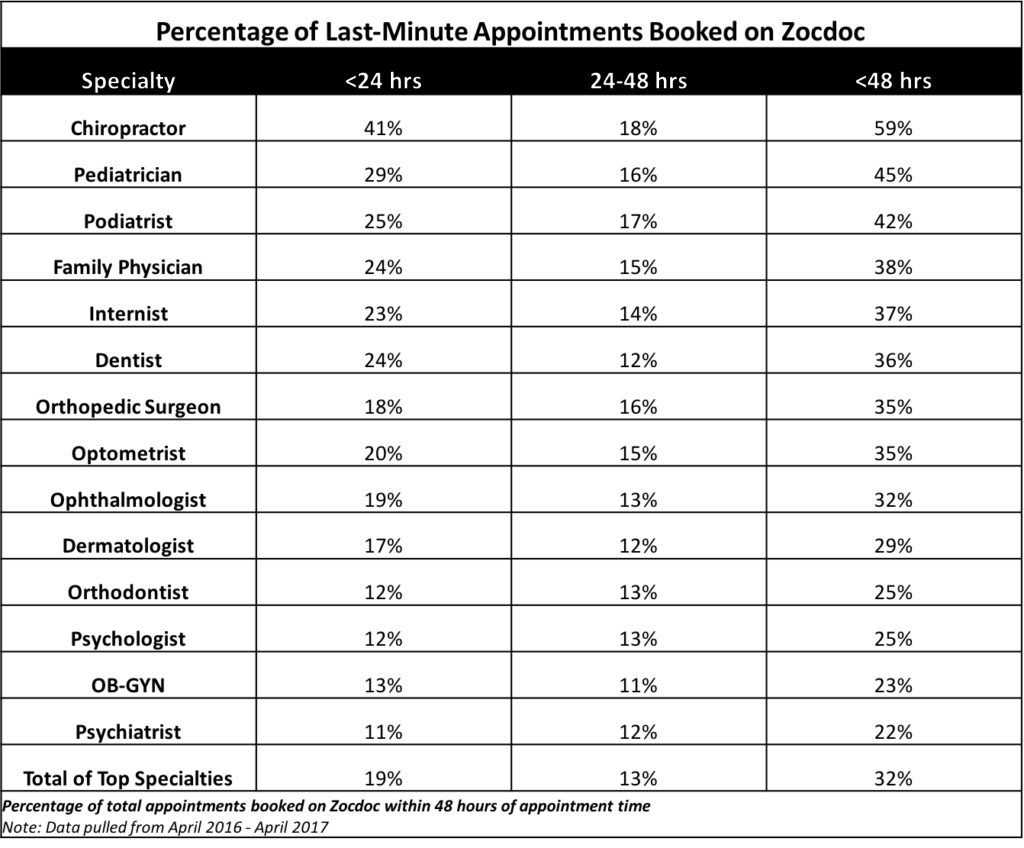 Percentage of Last-Minute Appointments Booked on Zocdoc
Specialty <24 hrs 24-48 hrs <48 hrs
Chiropractor 41% 18% 59%
Pediatrician 29% 16% 45%
Podiatrist 25% 17% 42%
Family Physician 24% 15% 38%
Internist 23% 14% 37%
Dentist 24% 12% 36%
Orthopedic Surgeon 18% 16% 35%
Optometrist 20% 15% 35%
Ophthalmologist 19% 13% 32%
Dermatologist 17% 12% 29%
Orthodontist 12% 13% 25%
Psychologist 12% 13% 25%
OB-GYN 13% 11% 23%
Psychiatrist 11% 12% 22%
Total of Top Specialties 19% 13% 32%
Percentage of total appointments booked on Zocdoc within 48 hours of appointment time
Note: Data pulled from April 2016 - April 2017